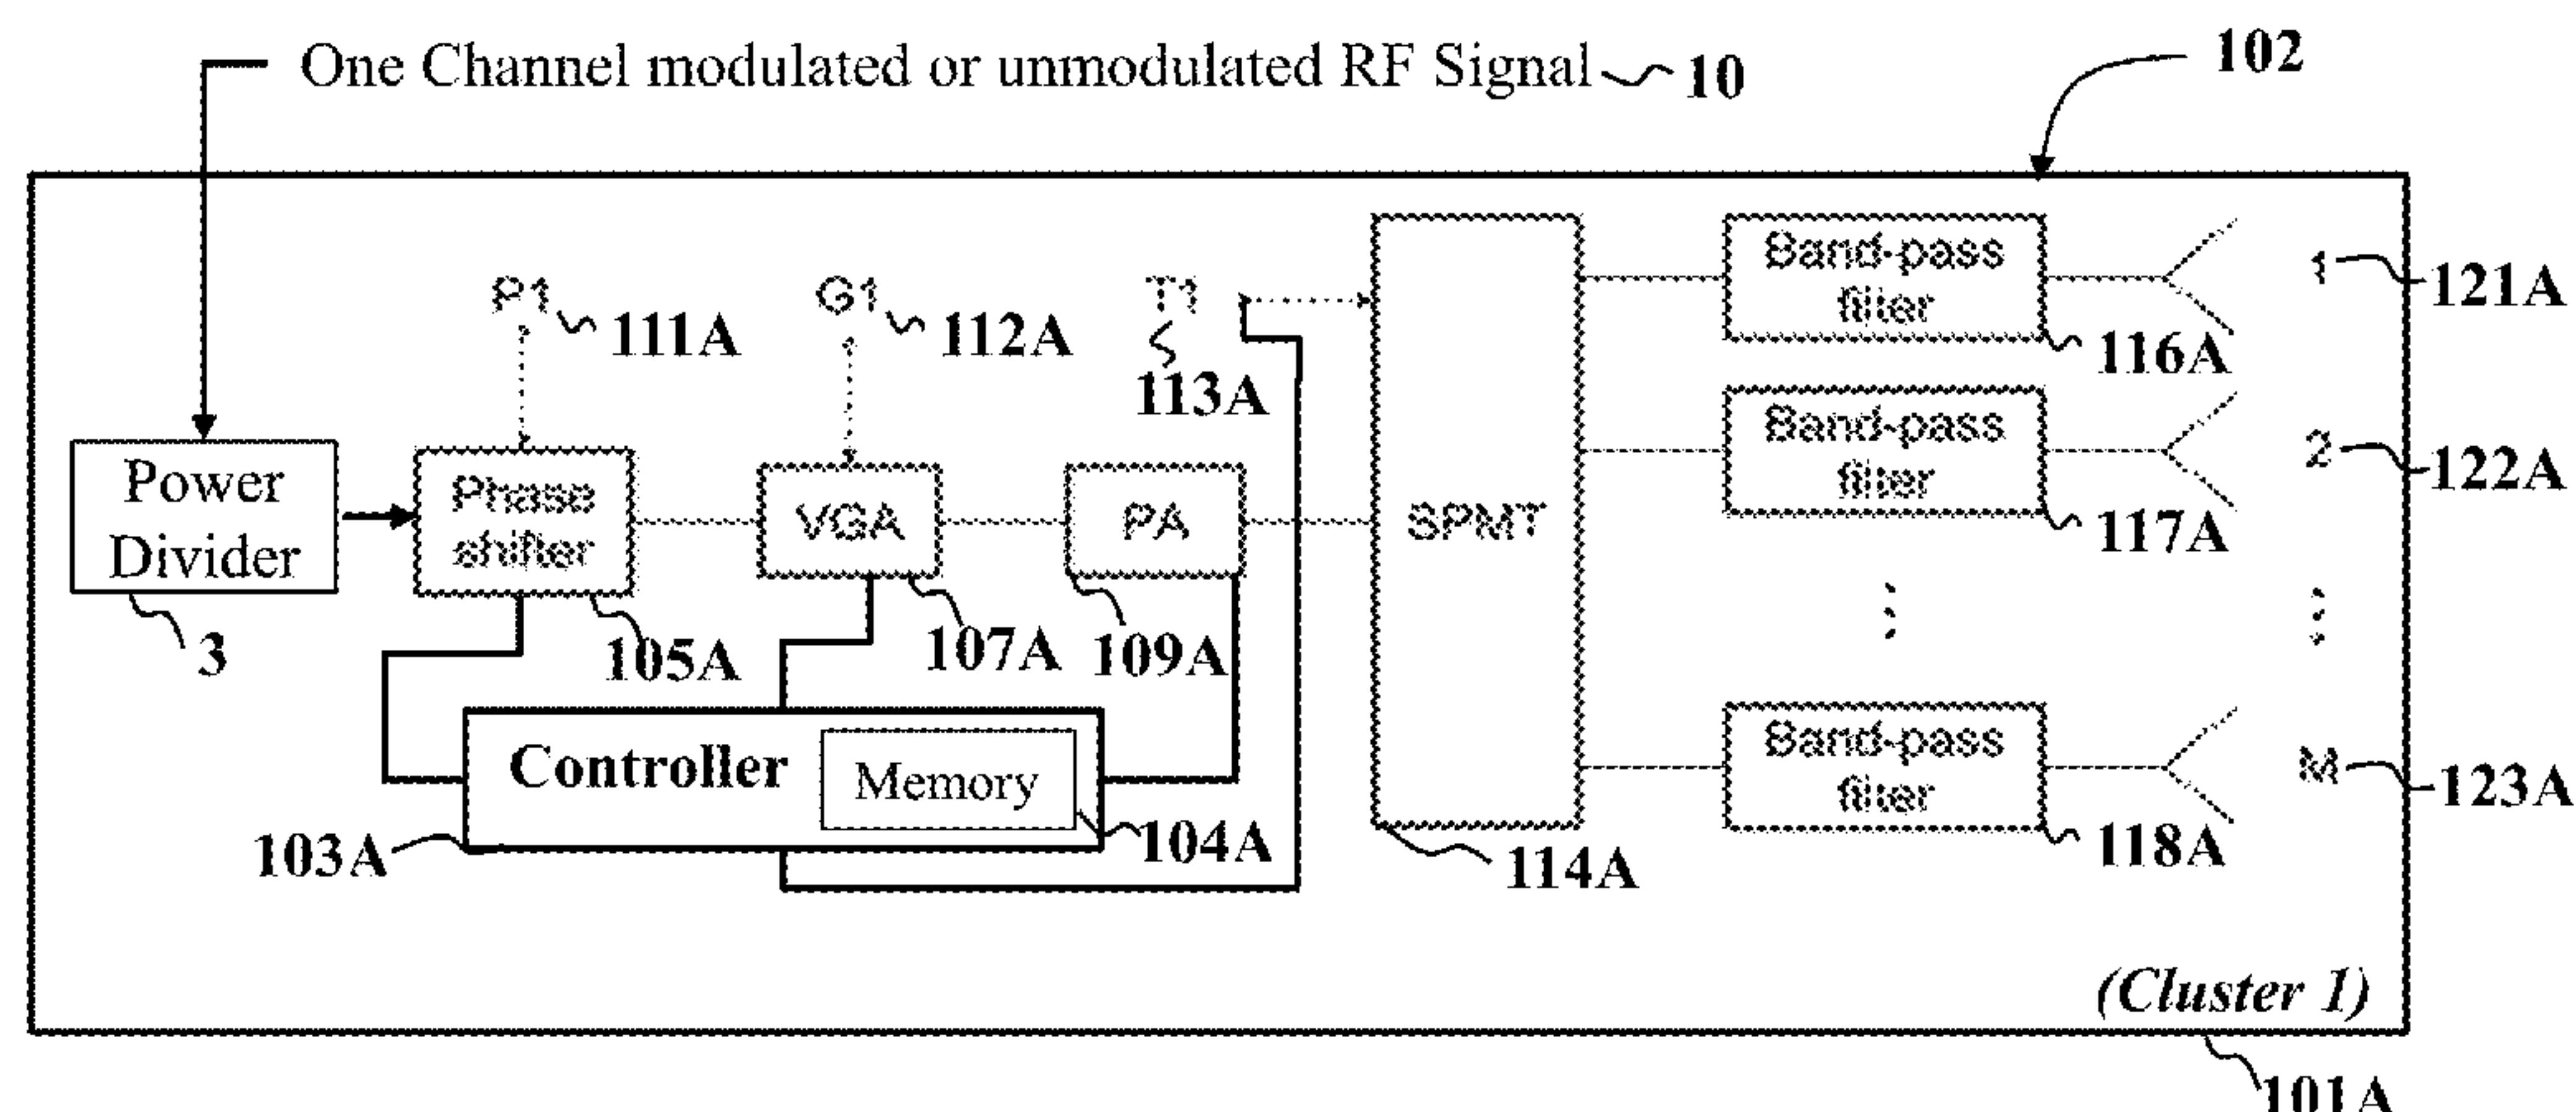 One Channel modulated or unmodulated RF Signal 10
102
P1 111A
G1 112A
T1
113A
Band-pass
filter
116A
1 121A
Band-pass
filter
117A
2 122A
Power
Divider
3
Phase
shifter
105A
VGA
107A
PA
109A
SPMT
114A
Controller
Memory
103A
104A
Band-pass
filter
118A
M 123A
(Cluster 1)
101A